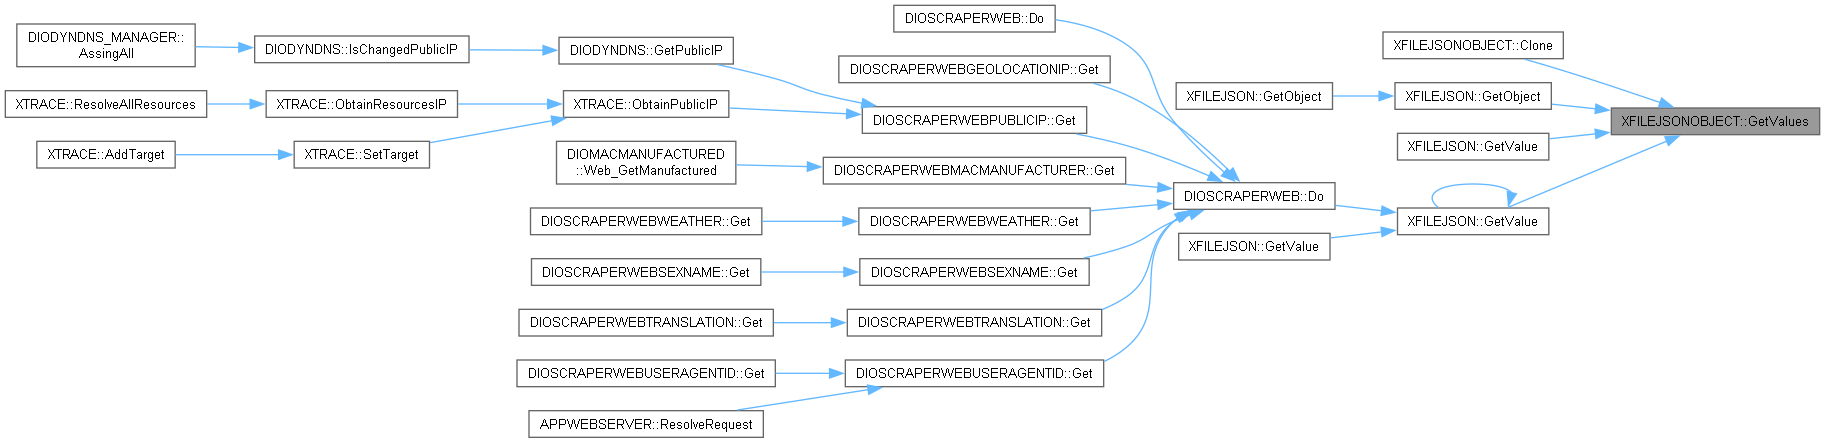 DIOSCRAPERWEB::Do
DIODYNDNS_MANAGER::
AssingAll
DIODYNDNS::IsChangedPublicIP
DIODYNDNS::GetPublicIP
XFILEJSONOBJECT::Clone
DIOSCRAPERWEBGEOLOCATIONIP::Get
XTRACE::ResolveAllResources
XTRACE::ObtainResourcesIP
XTRACE::ObtainPublicIP
XFILEJSON::GetObject
XFILEJSON::GetObject
DIOSCRAPERWEBPUBLICIP::Get
XFILEJSONOBJECT::GetValues
XTRACE::AddTarget
XTRACE::SetTarget
XFILEJSON::GetValue
DIOMACMANUFACTURED
::Web_GetManufactured
DIOSCRAPERWEBMACMANUFACTURER::Get
DIOSCRAPERWEB::Do
DIOSCRAPERWEBWEATHER::Get
DIOSCRAPERWEBWEATHER::Get
XFILEJSON::GetValue
XFILEJSON::GetValue
DIOSCRAPERWEBSEXNAME::Get
DIOSCRAPERWEBSEXNAME::Get
DIOSCRAPERWEBTRANSLATION::Get
DIOSCRAPERWEBTRANSLATION::Get
DIOSCRAPERWEBUSERAGENTID::Get
DIOSCRAPERWEBUSERAGENTID::Get
APPWEBSERVER::ResolveRequest